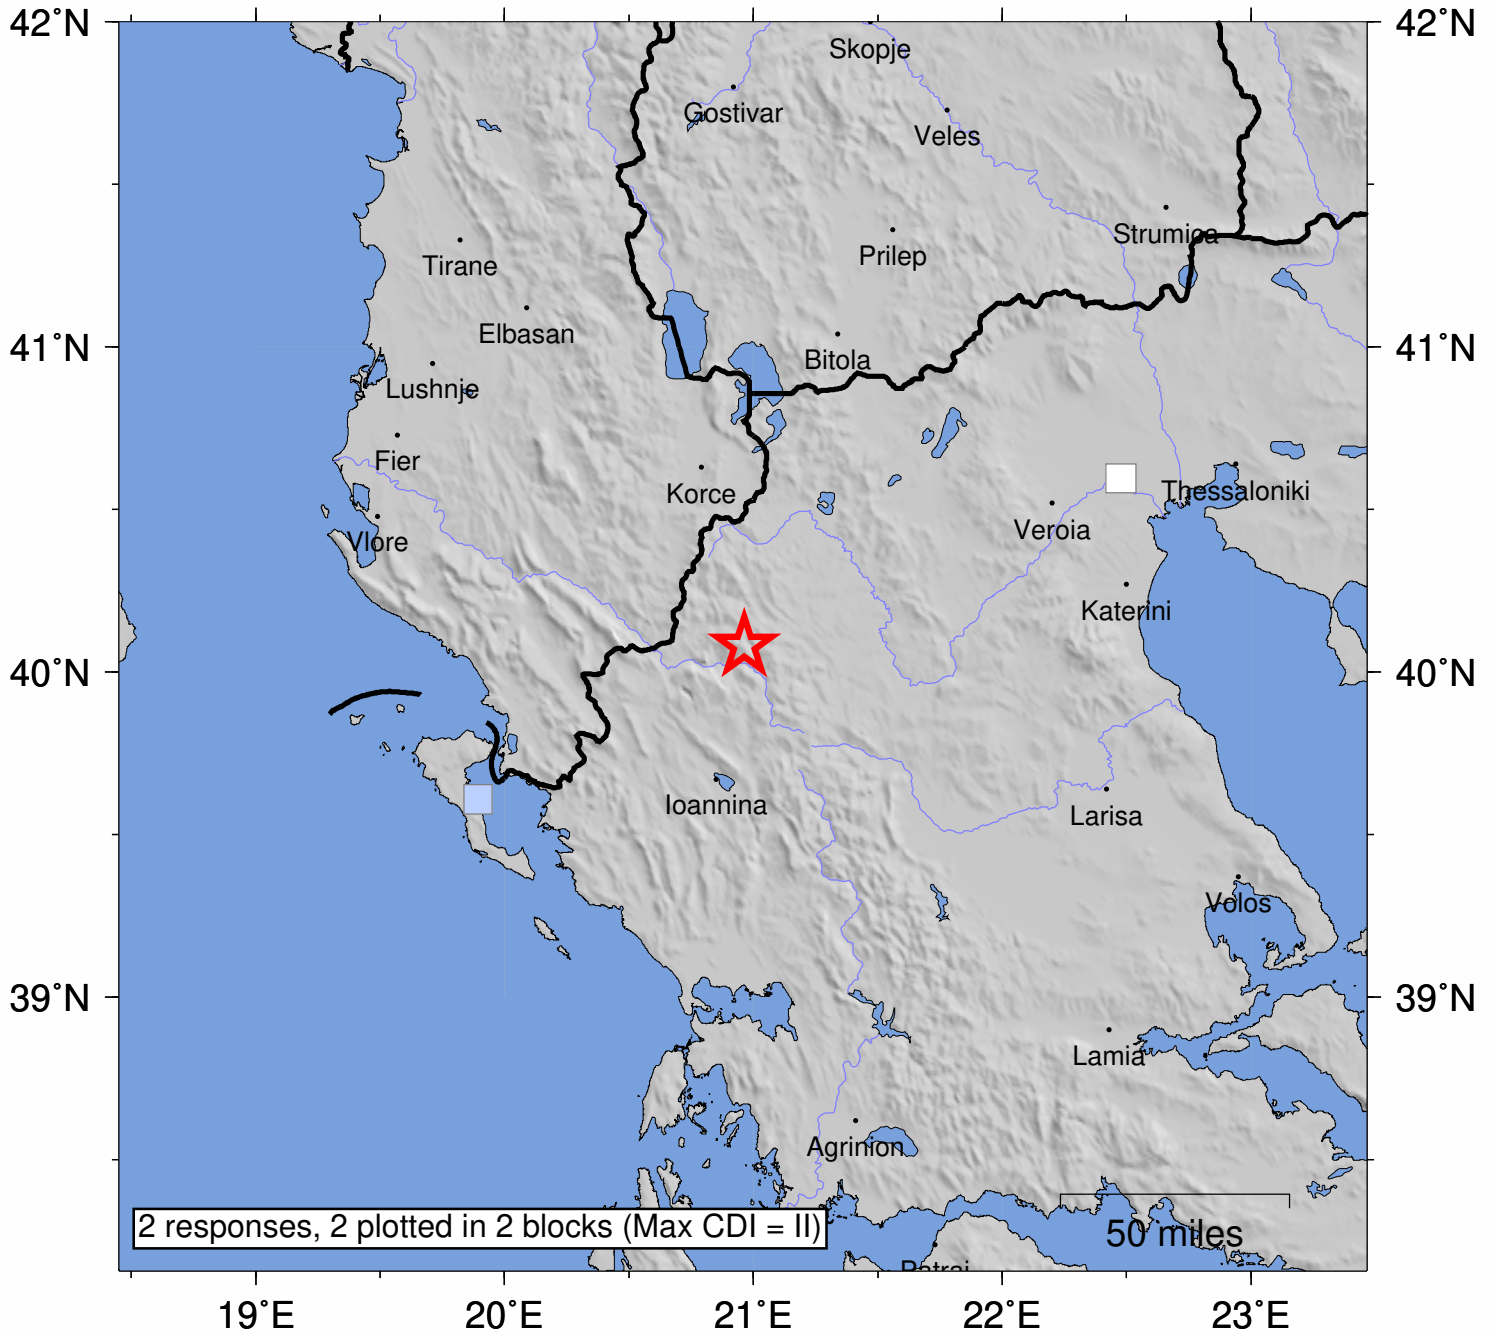 42˚N
42˚N
Skopje
Gostivar
Veles
Strumica
Prilep
Tirane
Elbasan
41˚N
41˚N
Bitola
Lushnje
Fier
Korce
Thessaloniki
Veroia
Vlore
Katerini
40˚N
40˚N
Ioannina
Larisa
Volos
39˚N
39˚N
Lamia
Agrinion
2 responses, 2 plotted in 2 blocks (Max CDI = II)
50 miles
Patrai
19˚E
20˚E
21˚E
22˚E
23˚E